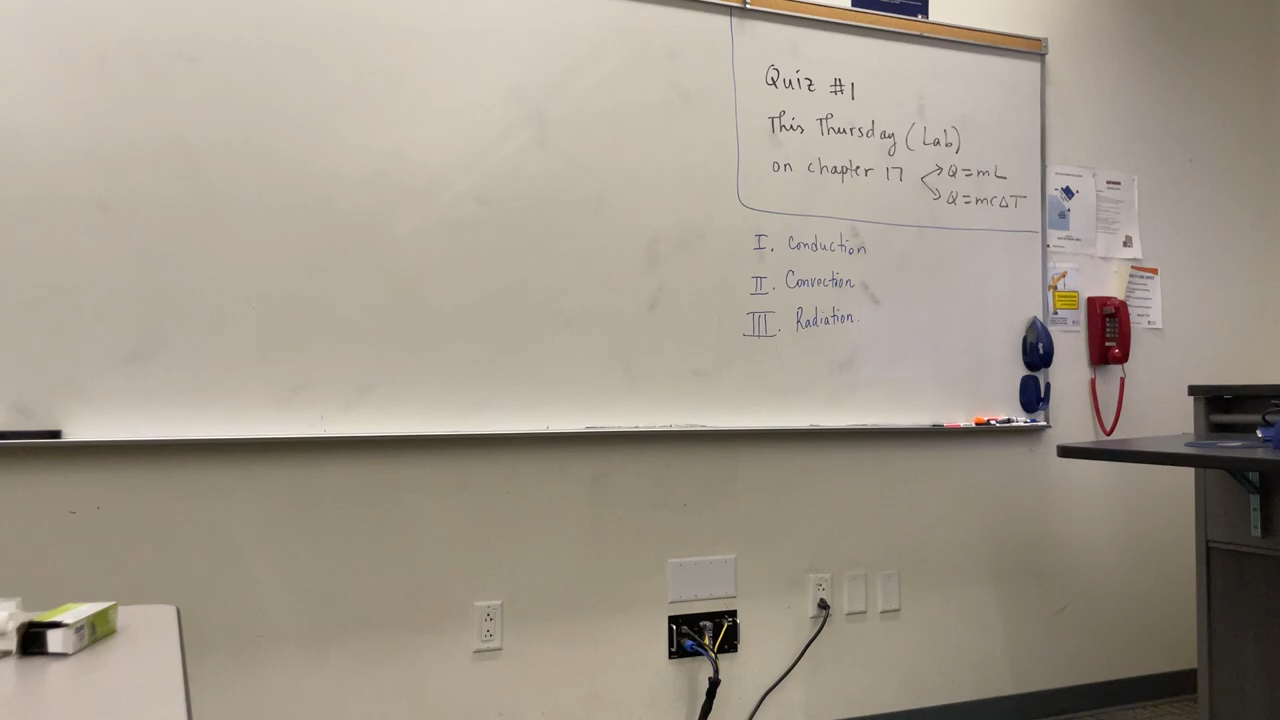 Quiz #1
This Thursday (Lab)
on chapter 17 → Q = mL
→ Q = mcΔT
I. Conduction
II. Convection
III. Radiation.